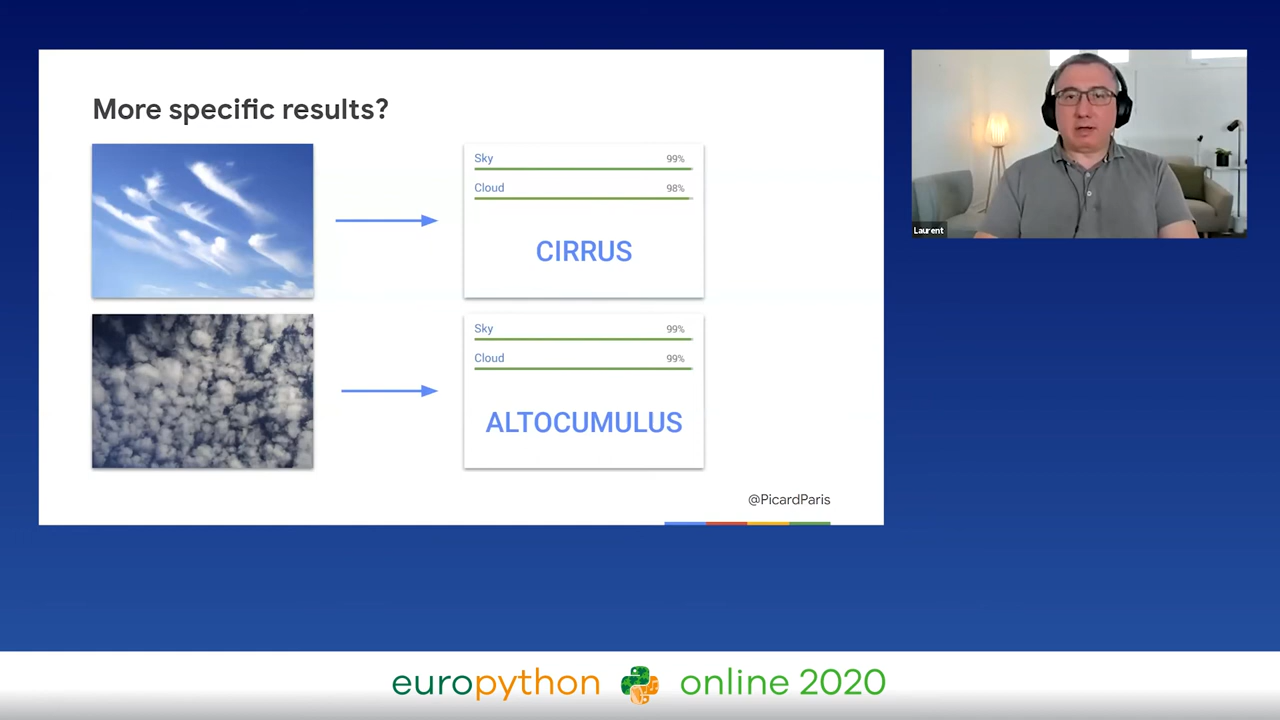 More specific results?
Sky 99%
Cloud 98%
CIRRUS
Sky 99%
Cloud 99%
ALTOCUMULUS
@PicardParis
Laurent
europython online 2020